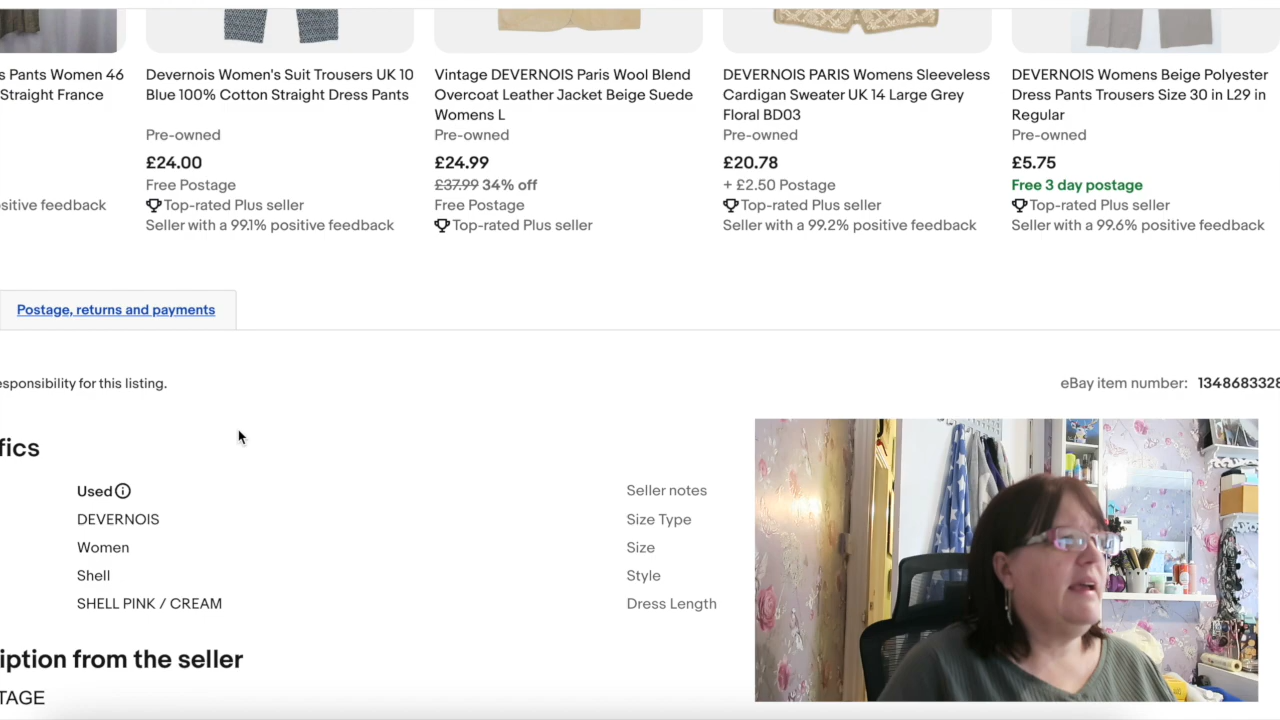 s Pants Women 46
Straight France
sitive feedback
Devernois Women's Suit Trousers UK 10
Blue 100% Cotton Straight Dress Pants
Pre-owned
£24.00
Free Postage
Top-rated Plus seller
Seller with a 99.1% positive feedback
Vintage DEVERNOIS Paris Wool Blend
Overcoat Leather Jacket Beige Suede
Womens L
Pre-owned
£24.99
£37.99 34% off
Free Postage
Top-rated Plus seller
DEVERNOIS PARIS Womens Sleeveless
Cardigan Sweater UK 14 Large Grey
Floral BD03
Pre-owned
£20.78
+ £2.50 Postage
Top-rated Plus seller
Seller with a 99.2% positive feedback
DEVERNOIS Womens Beige Polyester
Dress Pants Trousers Size 30 in L29 in
Regular
Pre-owned
£5.75
Free 3 day postage
Top-rated Plus seller
Seller with a 99.6% positive feedback
Postage, returns and payments
esponsibility for this listing.
eBay item number: 1348683328
fics
Used
Seller notes
DEVERNOIS
Size Type
Women
Size
Shell
Style
SHELL PINK / CREAM
Dress Length
iption from the seller
TAGE